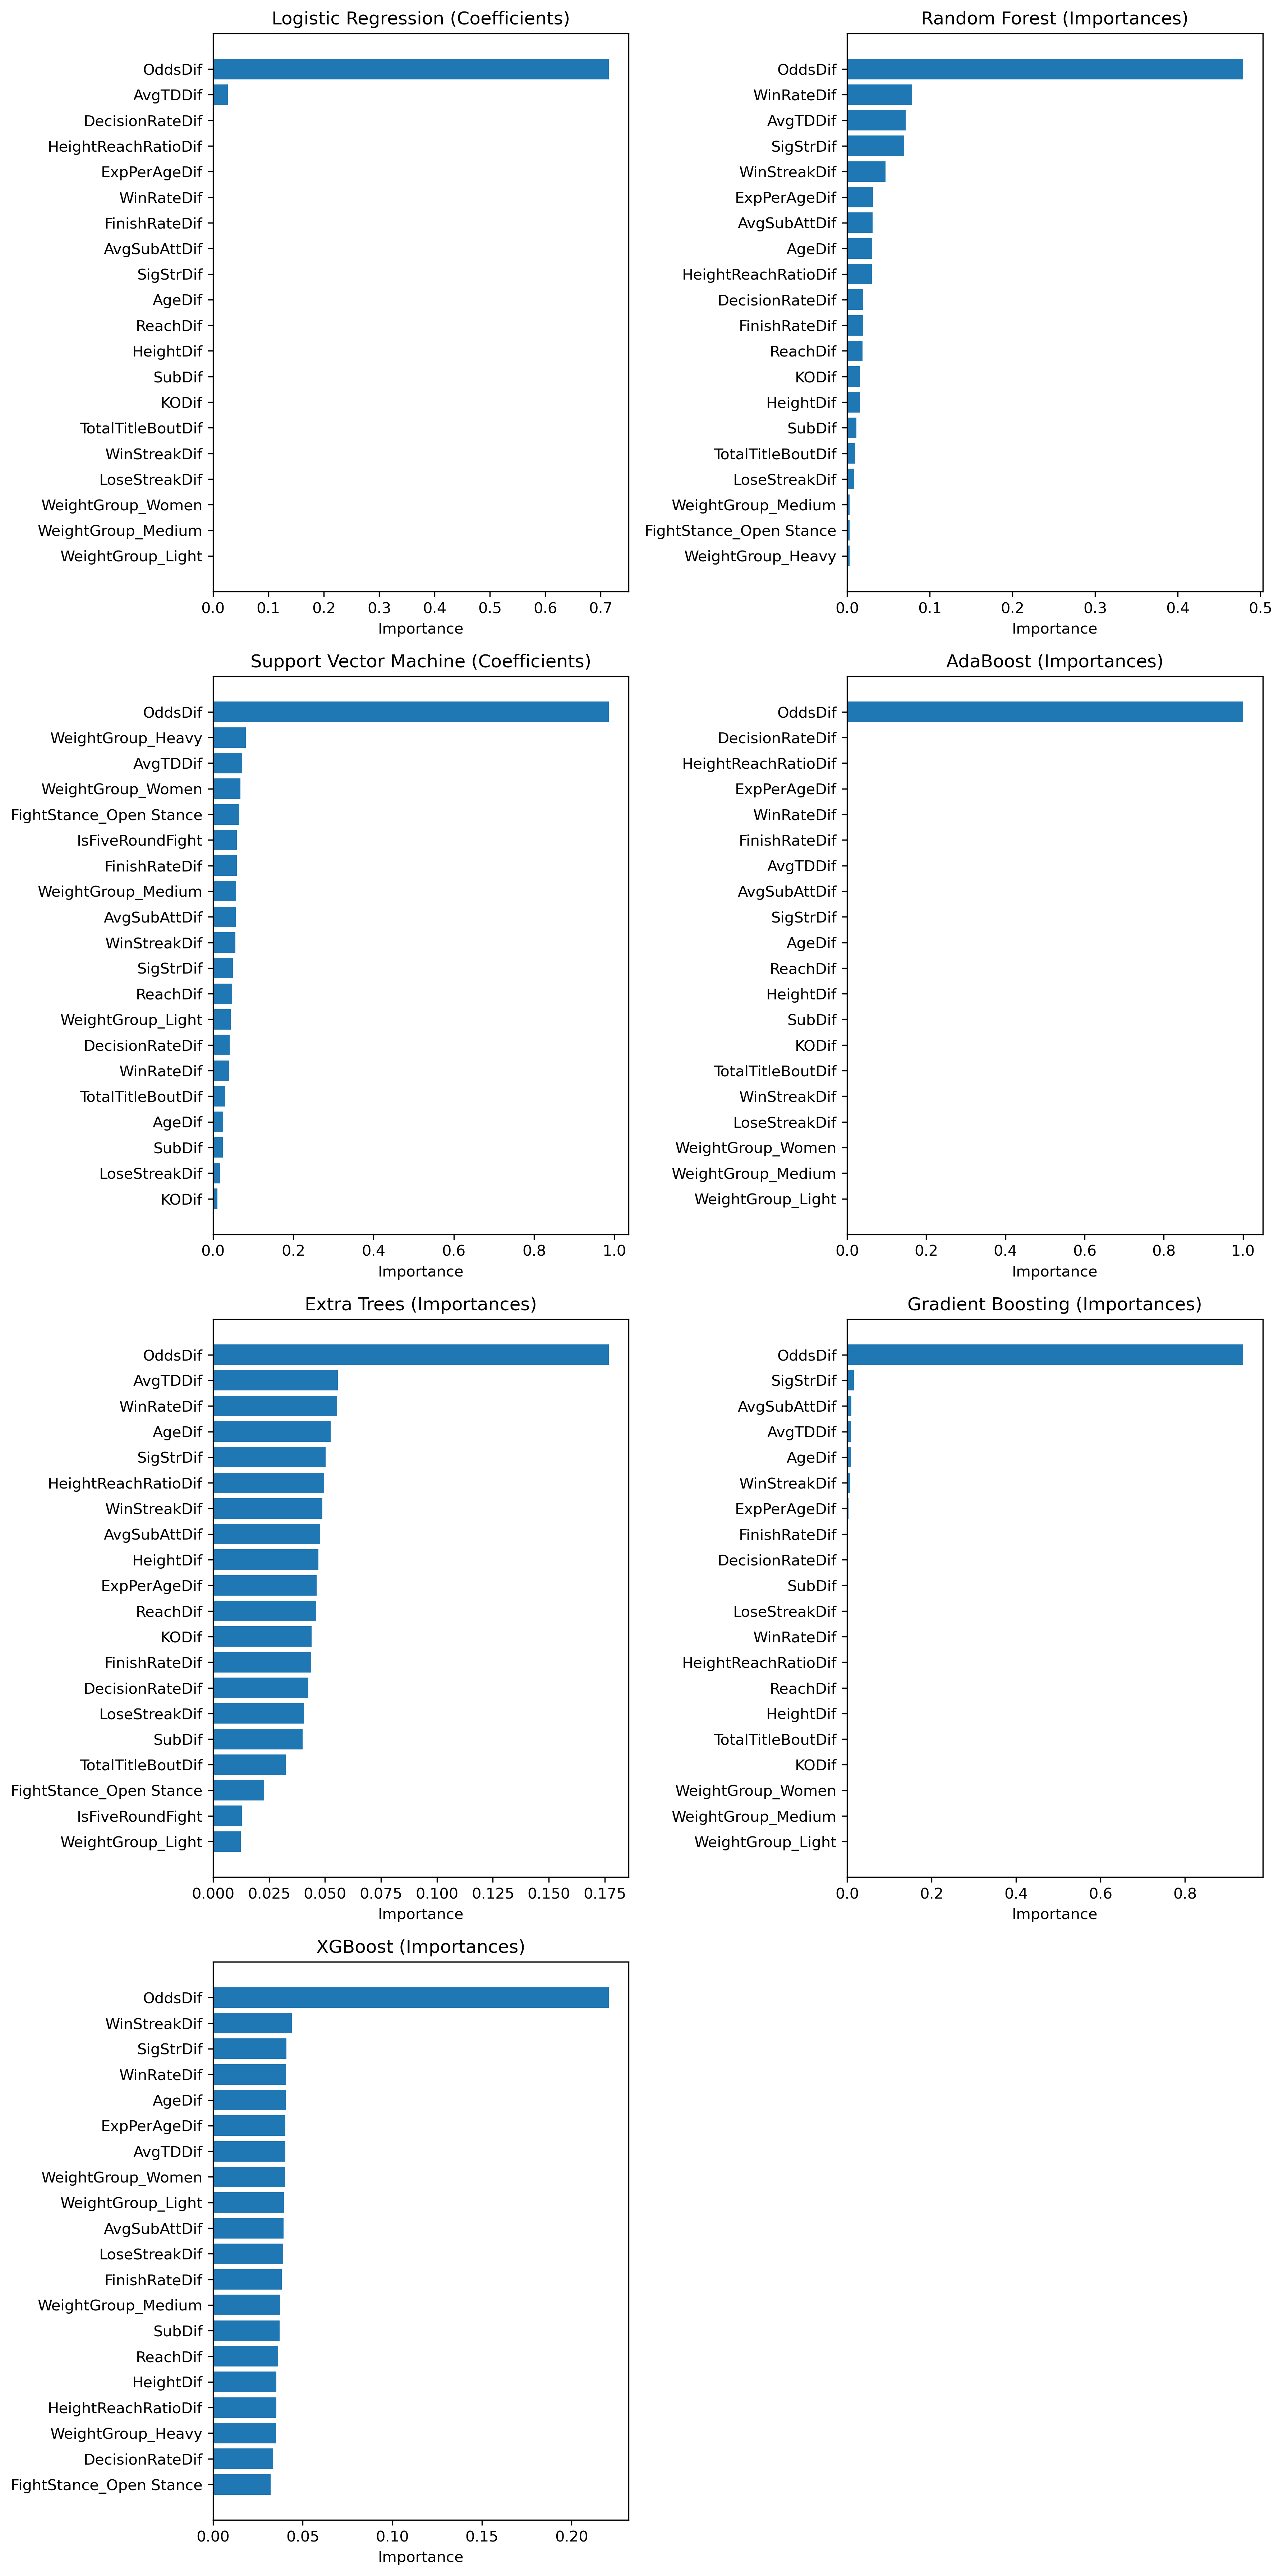 Logistic Regression (Coefficients)
OddsDif
AvgTDDif
DecisionRateDif
HeightReachRatioDif
ExpPerAgeDif
WinRateDif
FinishRateDif
AvgSubAttDif
SigStrDif
AgeDif
ReachDif
HeightDif
SubDif
KODif
TotalTitleBoutDif
WinStreakDif
LoseStreakDif
WeightGroup_Women
WeightGroup_Medium
WeightGroup_Light
0.0 0.1 0.2 0.3 0.4 0.5 0.6 0.7
Importance
Random Forest (Importances)
OddsDif
WinRateDif
AvgTDDif
SigStrDif
WinStreakDif
ExpPerAgeDif
AvgSubAttDif
AgeDif
HeightReachRatioDif
DecisionRateDif
FinishRateDif
ReachDif
KODif
HeightDif
SubDif
TotalTitleBoutDif
LoseStreakDif
WeightGroup_Medium
FightStance_Open Stance
WeightGroup_Heavy
0.0 0.1 0.2 0.3 0.4 0.5
Importance
Support Vector Machine (Coefficients)
OddsDif
WeightGroup_Heavy
AvgTDDif
WeightGroup_Women
FightStance_Open Stance
IsFiveRoundFight
FinishRateDif
WeightGroup_Medium
AvgSubAttDif
WinStreakDif
SigStrDif
ReachDif
WeightGroup_Light
DecisionRateDif
WinRateDif
TotalTitleBoutDif
AgeDif
SubDif
LoseStreakDif
KODif
0.0 0.2 0.4 0.6 0.8 1.0
Importance
AdaBoost (Importances)
OddsDif
DecisionRateDif
HeightReachRatioDif
ExpPerAgeDif
WinRateDif
FinishRateDif
AvgTDDif
AvgSubAttDif
SigStrDif
AgeDif
ReachDif
HeightDif
SubDif
KODif
TotalTitleBoutDif
WinStreakDif
LoseStreakDif
WeightGroup_Women
WeightGroup_Medium
WeightGroup_Light
0.0 0.2 0.4 0.6 0.8 1.0
Importance
Extra Trees (Importances)
OddsDif
AvgTDDif
WinRateDif
AgeDif
SigStrDif
HeightReachRatioDif
WinStreakDif
AvgSubAttDif
HeightDif
ExpPerAgeDif
ReachDif
KODif
FinishRateDif
DecisionRateDif
LoseStreakDif
SubDif
TotalTitleBoutDif
FightStance_Open Stance
IsFiveRoundFight
WeightGroup_Light
0.000 0.025 0.050 0.075 0.100 0.125 0.150 0.175
Importance
Gradient Boosting (Importances)
OddsDif
SigStrDif
AvgSubAttDif
AvgTDDif
AgeDif
WinStreakDif
ExpPerAgeDif
FinishRateDif
DecisionRateDif
SubDif
LoseStreakDif
WinRateDif
HeightReachRatioDif
ReachDif
HeightDif
TotalTitleBoutDif
KODif
WeightGroup_Women
WeightGroup_Medium
WeightGroup_Light
0.0 0.2 0.4 0.6 0.8
Importance
XGBoost (Importances)
OddsDif
WinStreakDif
SigStrDif
WinRateDif
AgeDif
ExpPerAgeDif
AvgTDDif
WeightGroup_Women
WeightGroup_Light
AvgSubAttDif
LoseStreakDif
FinishRateDif
WeightGroup_Medium
SubDif
ReachDif
HeightDif
HeightReachRatioDif
WeightGroup_Heavy
DecisionRateDif
FightStance_Open Stance
0.00 0.05 0.10 0.15 0.20
Importance